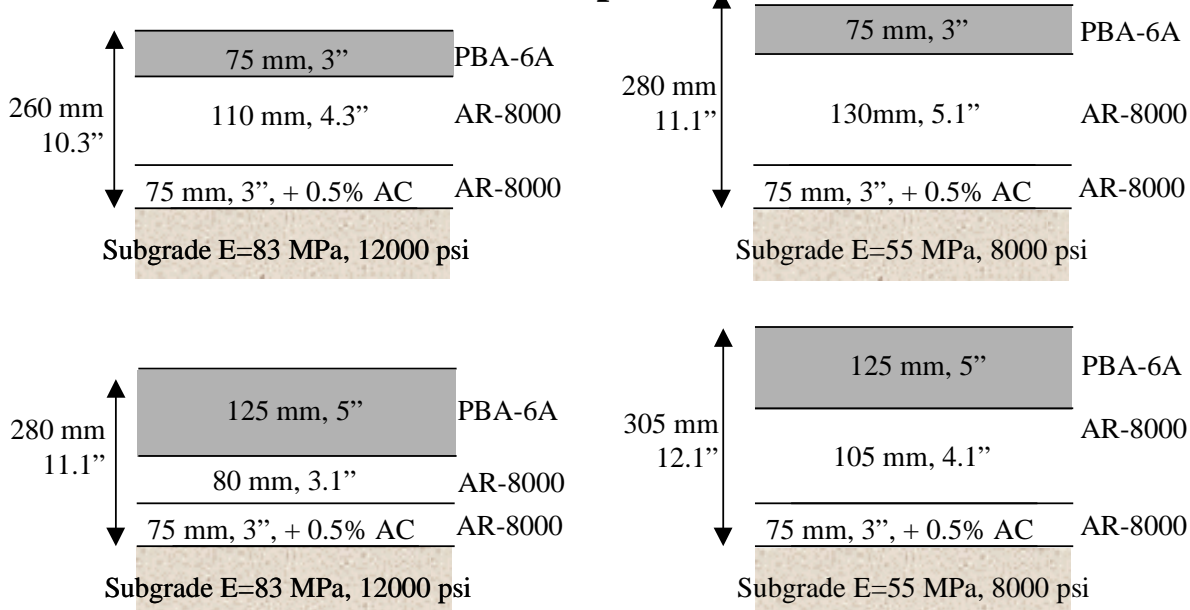 75 mm, 3”
PBA-6A
260 mm
10.3”
110 mm, 4.3”
AR-8000
75 mm, 3”, + 0.5% AC
AR-8000
Subgrade E=83 MPa, 12000 psi
75 mm, 3”
PBA-6A
280 mm
11.1”
130mm, 5.1”
AR-8000
75 mm, 3”, + 0.5% AC
AR-8000
Subgrade E=55 MPa, 8000 psi
125 mm, 5”
PBA-6A
280 mm
11.1”
80 mm, 3.1”
AR-8000
75 mm, 3”, + 0.5% AC
AR-8000
Subgrade E=83 MPa, 12000 psi
125 mm, 5”
PBA-6A
305 mm
12.1”
AR-8000
105 mm, 4.1”
75 mm, 3”, + 0.5% AC
AR-8000
Subgrade E=55 MPa, 8000 psi